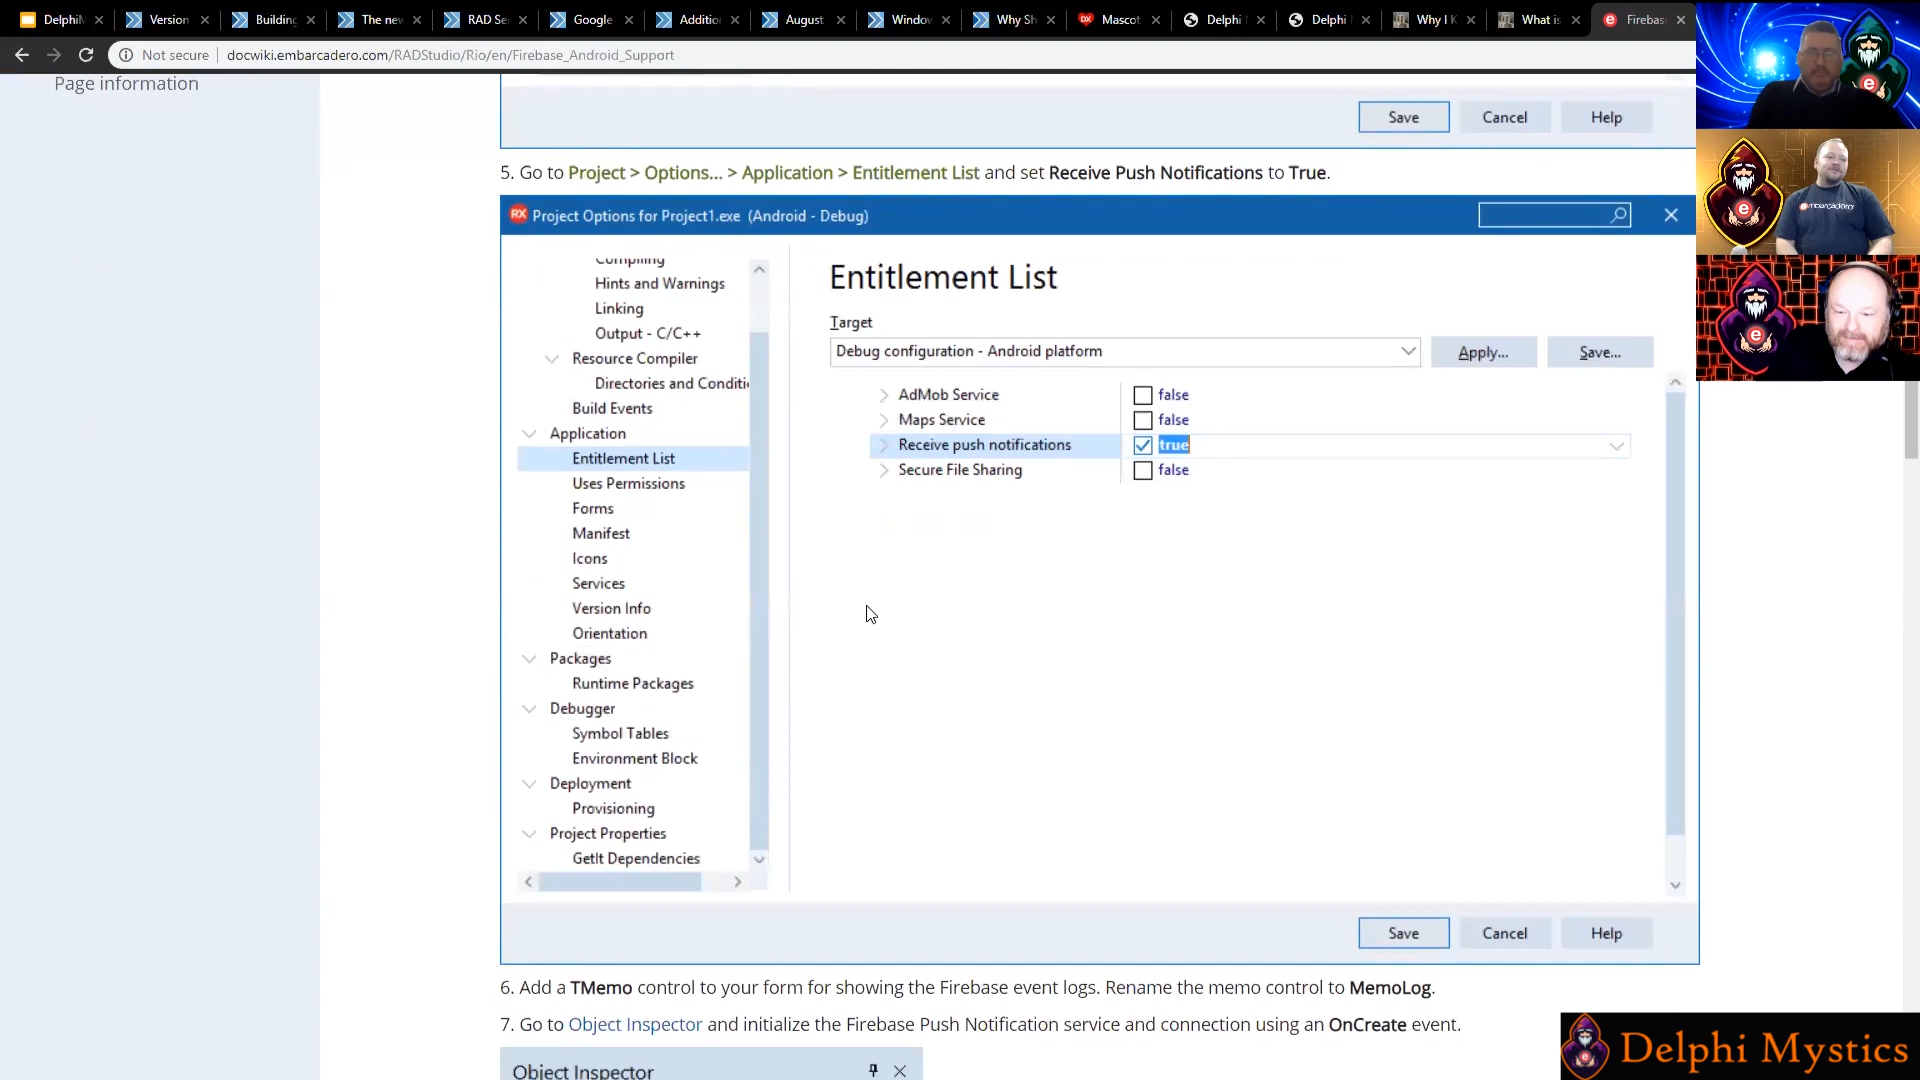 DelphiM
Version
Building
The new
RAD Se
Google
Additio
August
Windo
Why Sh
Mascot
Delphi
Delphi
Why I K
What is
Firebas
Not secure
docwiki.embarcadero.com/RADStudio/Rio/en/Firebase_Android_Support
Page information
Save Cancel Help
5. Go to Project > Options... > Application > Entitlement List and set Receive Push Notifications to True.
RX Project Options for Project1.exe (Android - Debug)
Compiling
Hints and Warnings
Linking
Output - C/C++
Resource Compiler
Directories and Conditi
Build Events
Application
Entitlement List
Uses Permissions
Forms
Manifest
Icons
Services
Version Info
Orientation
Packages
Runtime Packages
Debugger
Symbol Tables
Environment Block
Deployment
Provisioning
Project Properties
GetIt Dependencies
Entitlement List
Target
Debug configuration - Android platform
Apply... Save...
AdMob Service false
Maps Service false
Receive push notifications true
Secure File Sharing false
Save Cancel Help
6. Add a TMemo control to your form for showing the Firebase event logs. Rename the memo control to MemoLog.
7. Go to Object Inspector and initialize the Firebase Push Notification service and connection using an OnCreate event.
Object Inspector
embarcadero
Delphi Mystics